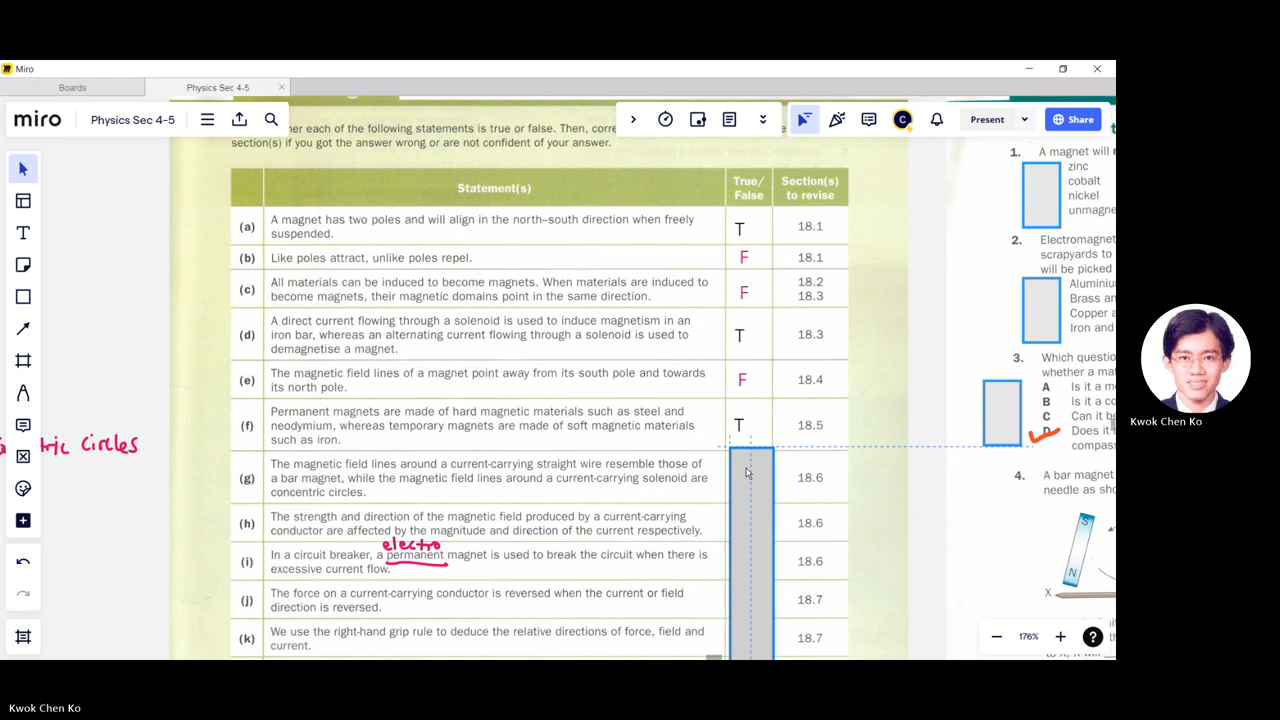 Miro
Boards
Physics Sec 4-5
miro
Physics Sec 4-5
C
Present
Share
her each of the following statements is true or false. Then, corre
section(s) if you got the answer wrong or are not confident of your answer.
Statement(s)
True/
False
Section(s)
to revise
(a) A magnet has two poles and will align in the north–south direction when freely
suspended.
T
18.1
(b) Like poles attract, unlike poles repel.
F
18.1
(c) All materials can be induced to become magnets. When materials are induced to
become magnets, their magnetic domains point in the same direction.
F
18.2
18.3
(d) A direct current flowing through a solenoid is used to induce magnetism in an
iron bar, whereas an alternating current flowing through a solenoid is used to
demagnetise a magnet.
T
18.3
(e) The magnetic field lines of a magnet point away from its south pole and towards
its north pole.
F
18.4
(f) Permanent magnets are made of hard magnetic materials such as steel and
neodymium, whereas temporary magnets are made of soft magnetic materials
such as iron.
T
18.5
tric circles
(g) The magnetic field lines around a current-carrying straight wire resemble those of
a bar magnet, while the magnetic field lines around a current-carrying solenoid are
concentric circles.
18.6
(h) The strength and direction of the magnetic field produced by a current-carrying
conductor are affected by the magnitude and direction of the current respectively.
18.6
electro
(i) In a circuit breaker, a permanent magnet is used to break the circuit when there is
excessive current flow.
18.6
(j) The force on a current-carrying conductor is reversed when the current or field
direction is reversed.
18.7
(k) We use the right-hand grip rule to deduce the relative directions of force, field and
current.
18.7
1. A magnet will
zinc
cobalt
nickel
unmagne
2. Electromagnet
scrapyards to
will be picked
Aluminiu
Brass an
Copper a
Iron and
3. Which questio
whether a ma
A Is it a m
B Is it a co
C Can it be
D Does it
compass
4. A bar magnet
needle as sho
S
N
X
176%
Kwok Chen Ko
Kwok Chen Ko